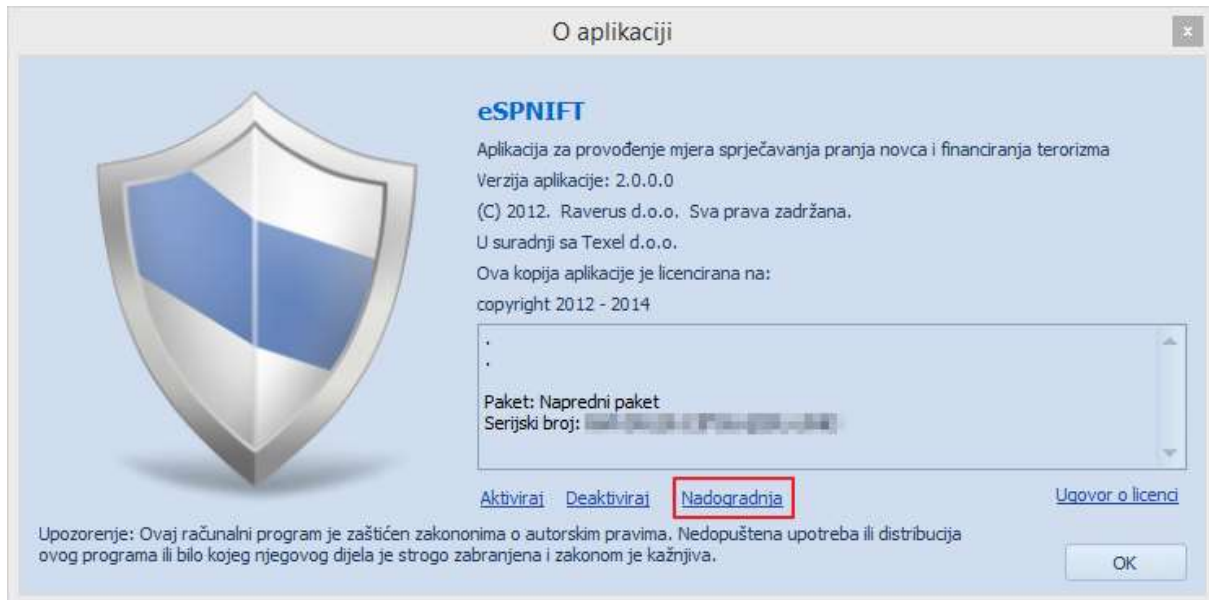 O aplikaciji
eSPNIFT
Aplikacija za provođenje mjera sprječavanja pranja novca i financiranja terorizma
Verzija aplikacije: 2.0.0.0
(C) 2012. Raverus d.o.o. Sva prava zadržana.
U suradnji sa Texel d.o.o.
Ova kopija aplikacije je licencirana na:
copyright 2012 - 2014
.
.
Paket: Napredni paket
Serijski broj:
Aktiviraj Deaktiviraj Nadogradnja Ugovor o licenci
Upozorenje: Ovaj računalni program je zaštićen zakononima o autorskim pravima. Nedopuštena upotreba ili distribucija
ovog programa ili bilo kojeg njegovog dijela je strogo zabranjena i zakonom je kažnjiva.
OK